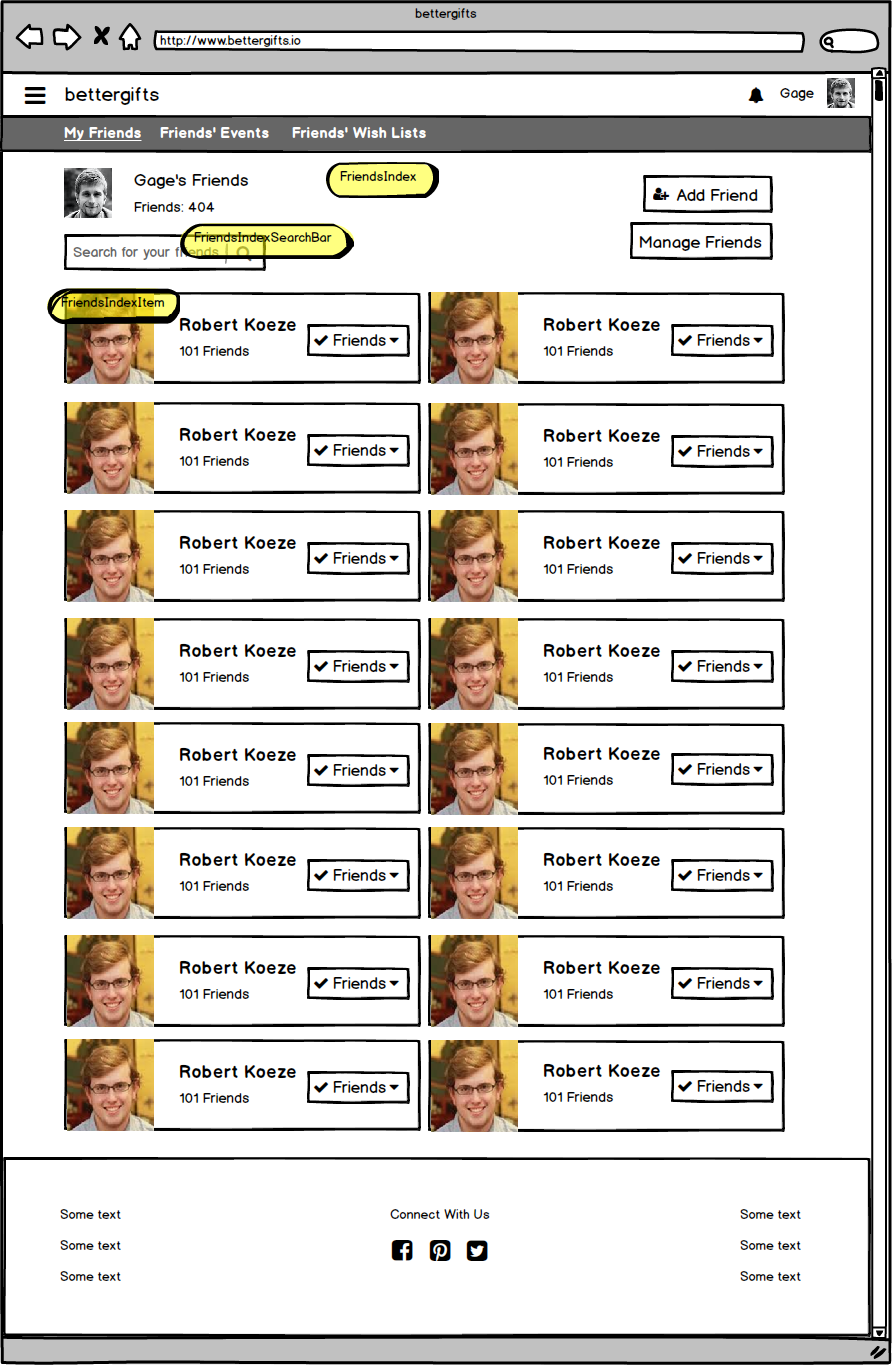 bettergifts
http://www.bettergifts.io
bettergifts
Gage
My Friends Friends' Events Friends' Wish Lists
Gage's Friends
FriendsIndex
Add Friend
Friends: 404
FriendsIndexSearchBar
Manage Friends
Search for your friends
FriendsIndexItem
Robert Koeze
101 Friends
Friends
Robert Koeze
101 Friends
Friends
Robert Koeze
101 Friends
Friends
Robert Koeze
101 Friends
Friends
Robert Koeze
101 Friends
Friends
Robert Koeze
101 Friends
Friends
Robert Koeze
101 Friends
Friends
Robert Koeze
101 Friends
Friends
Robert Koeze
101 Friends
Friends
Robert Koeze
101 Friends
Friends
Robert Koeze
101 Friends
Friends
Robert Koeze
101 Friends
Friends
Robert Koeze
101 Friends
Friends
Robert Koeze
101 Friends
Friends
Robert Koeze
101 Friends
Friends
Robert Koeze
101 Friends
Friends
Some text
Some text
Some text
Connect With Us
Some text
Some text
Some text